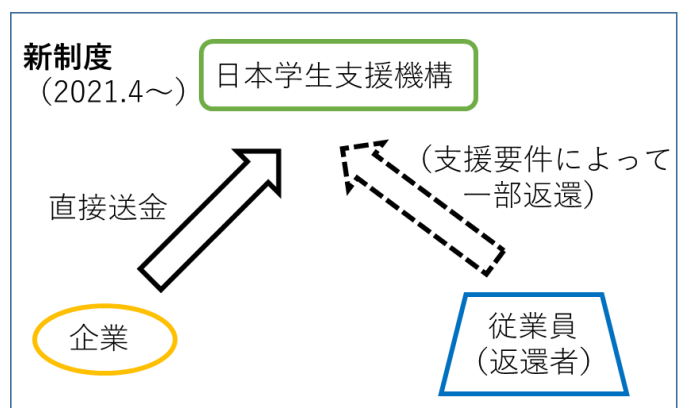 新制度
（2021.4～）
日本学生支援機構
（支援要件によって
一部返還）
直接送金
企業
従業員
（返還者）